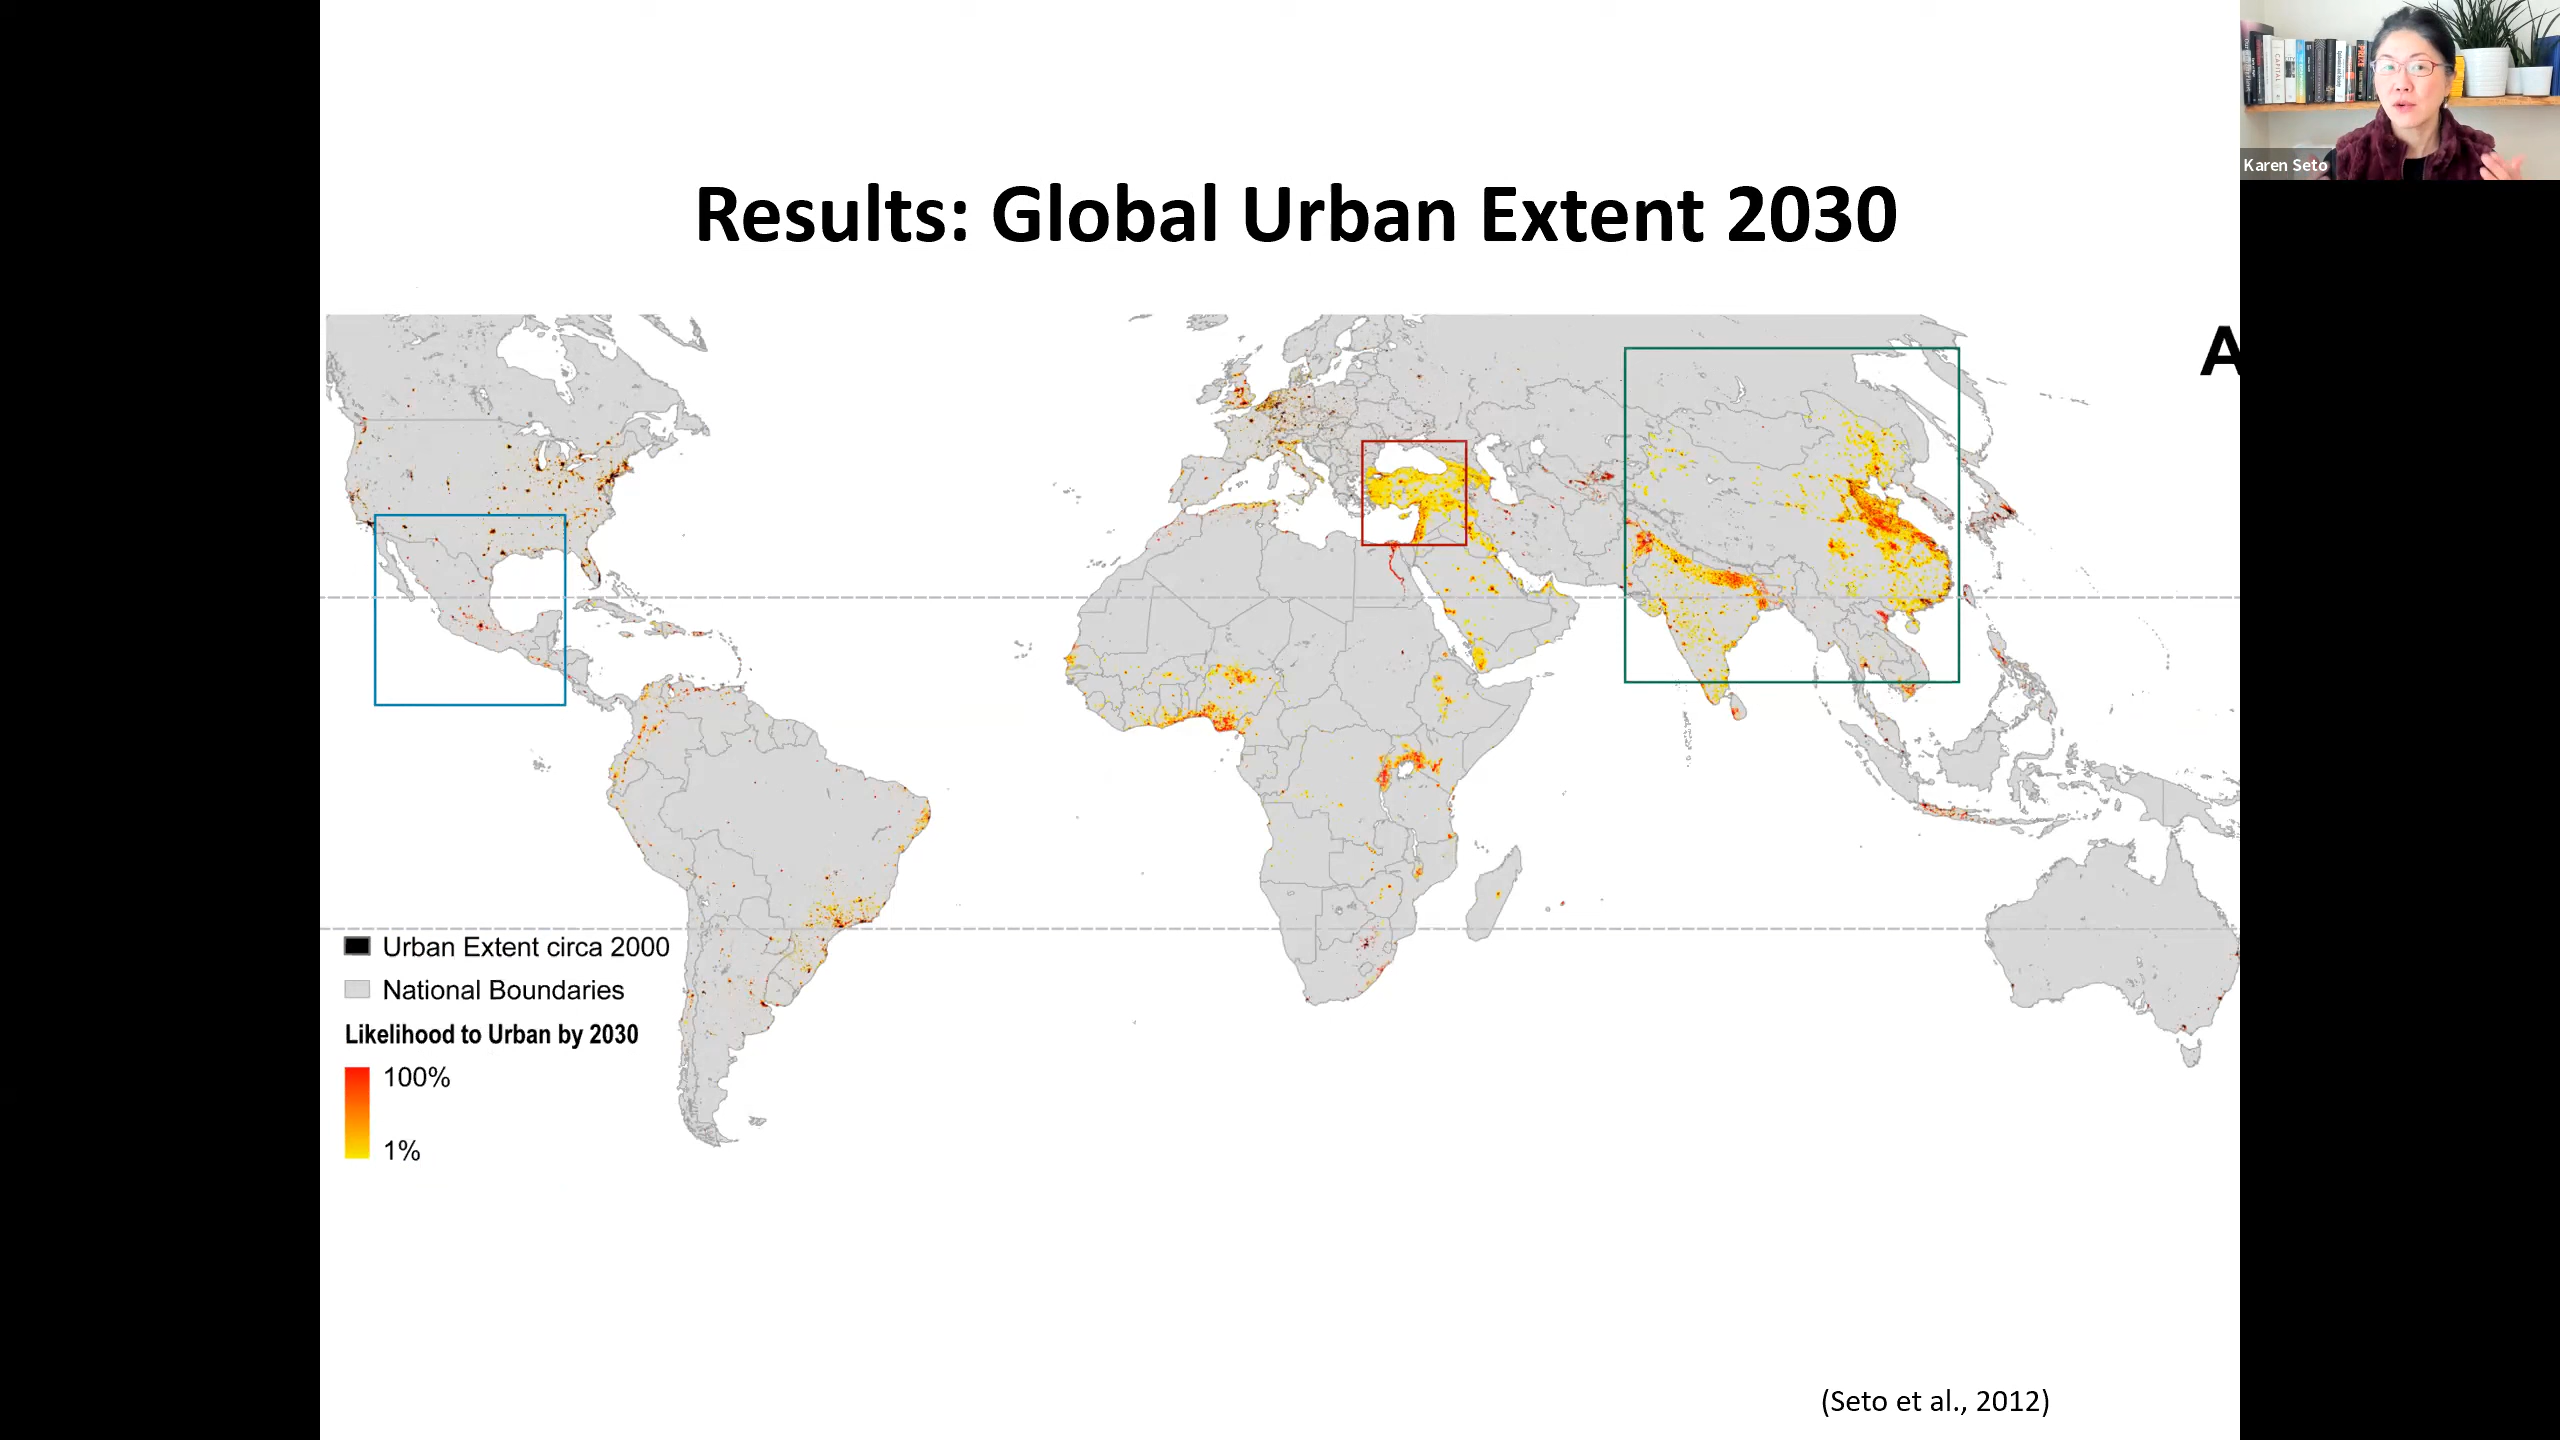 Results: Global Urban Extent 2030
Karen Seto
CAPITAL
A
Urban Extent circa 2000
National Boundaries
Likelihood to Urban by 2030
100%
1%
(Seto et al., 2012)